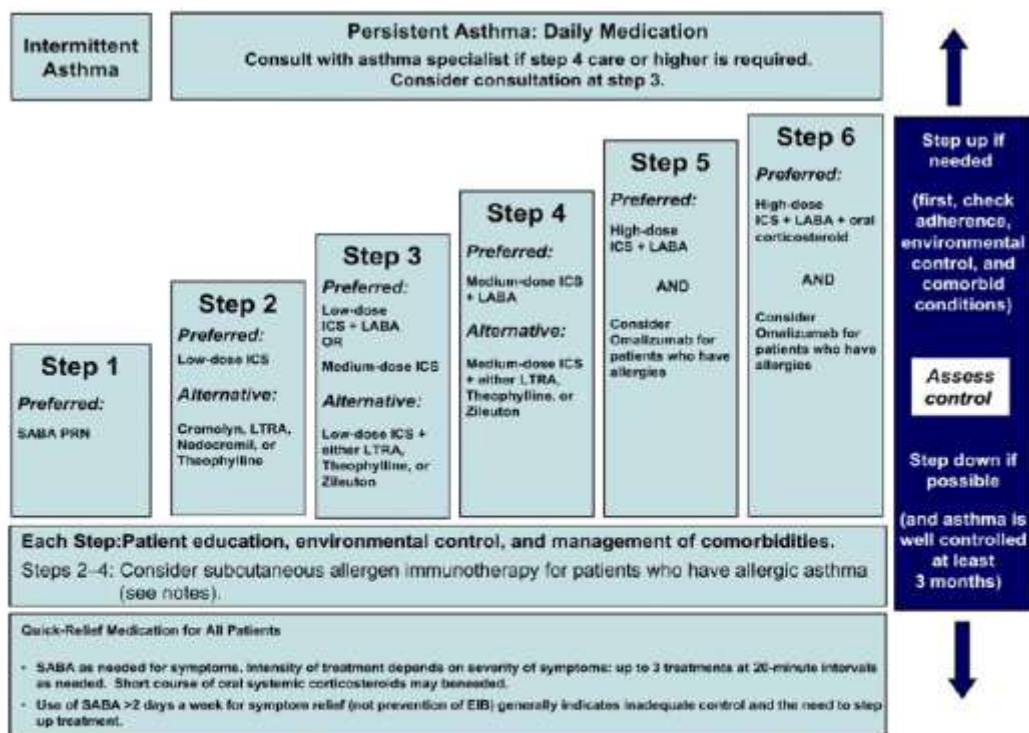 Intermittent
Asthma
Persistent Asthma: Daily Medication
Consult with asthma specialist if step 4 care or higher is required.
Consider consultation at step 3.
Step 1
Preferred:
SABA PRN
Step 2
Preferred:
Low-dose ICS
Alternative:
Cromolyn, LTRA,
Nedocromil, or
Theophylline
Step 3
Preferred:
Low-dose
ICS + LABA
OR
Medium-dose ICS
Alternative:
Low-dose ICS +
either LTRA,
Theophylline, or
Zileuton
Step 4
Preferred:
Medium-dose ICS
+ LABA
Alternative:
Medium-dose ICS
+ either LTRA,
Theophylline, or
Zileuton
Step 5
Preferred:
High-dose
ICS + LABA
AND
Consider
Omalizumab for
patients who have
allergies
Step 6
Preferred:
High-dose
ICS + LABA + oral
corticosteroid
AND
Consider
Omalizumab for
patients who have
allergies
Step up if
needed
(first, check
adherence,
environmental
control, and
comorbid
conditions)
Assess
control
Step down if
possible
(and asthma is
well controlled
at least
3 months)
Each Step:Patient education, environmental control, and management of comorbidities.
Steps 2–4: Consider subcutaneous allergen immunotherapy for patients who have allergic asthma
(see notes).
Quick-Relief Medication for All Patients
• SABA as needed for symptoms. Intensity of treatment depends on severity of symptoms: up to 3 treatments at 20-minute intervals
as needed. Short course of oral systemic corticosteroids may beneeded.
• Use of SABA >2 days a week for symptom relief (not prevention of EIB) generally indicates inadequate control and the need to step
up treatment.